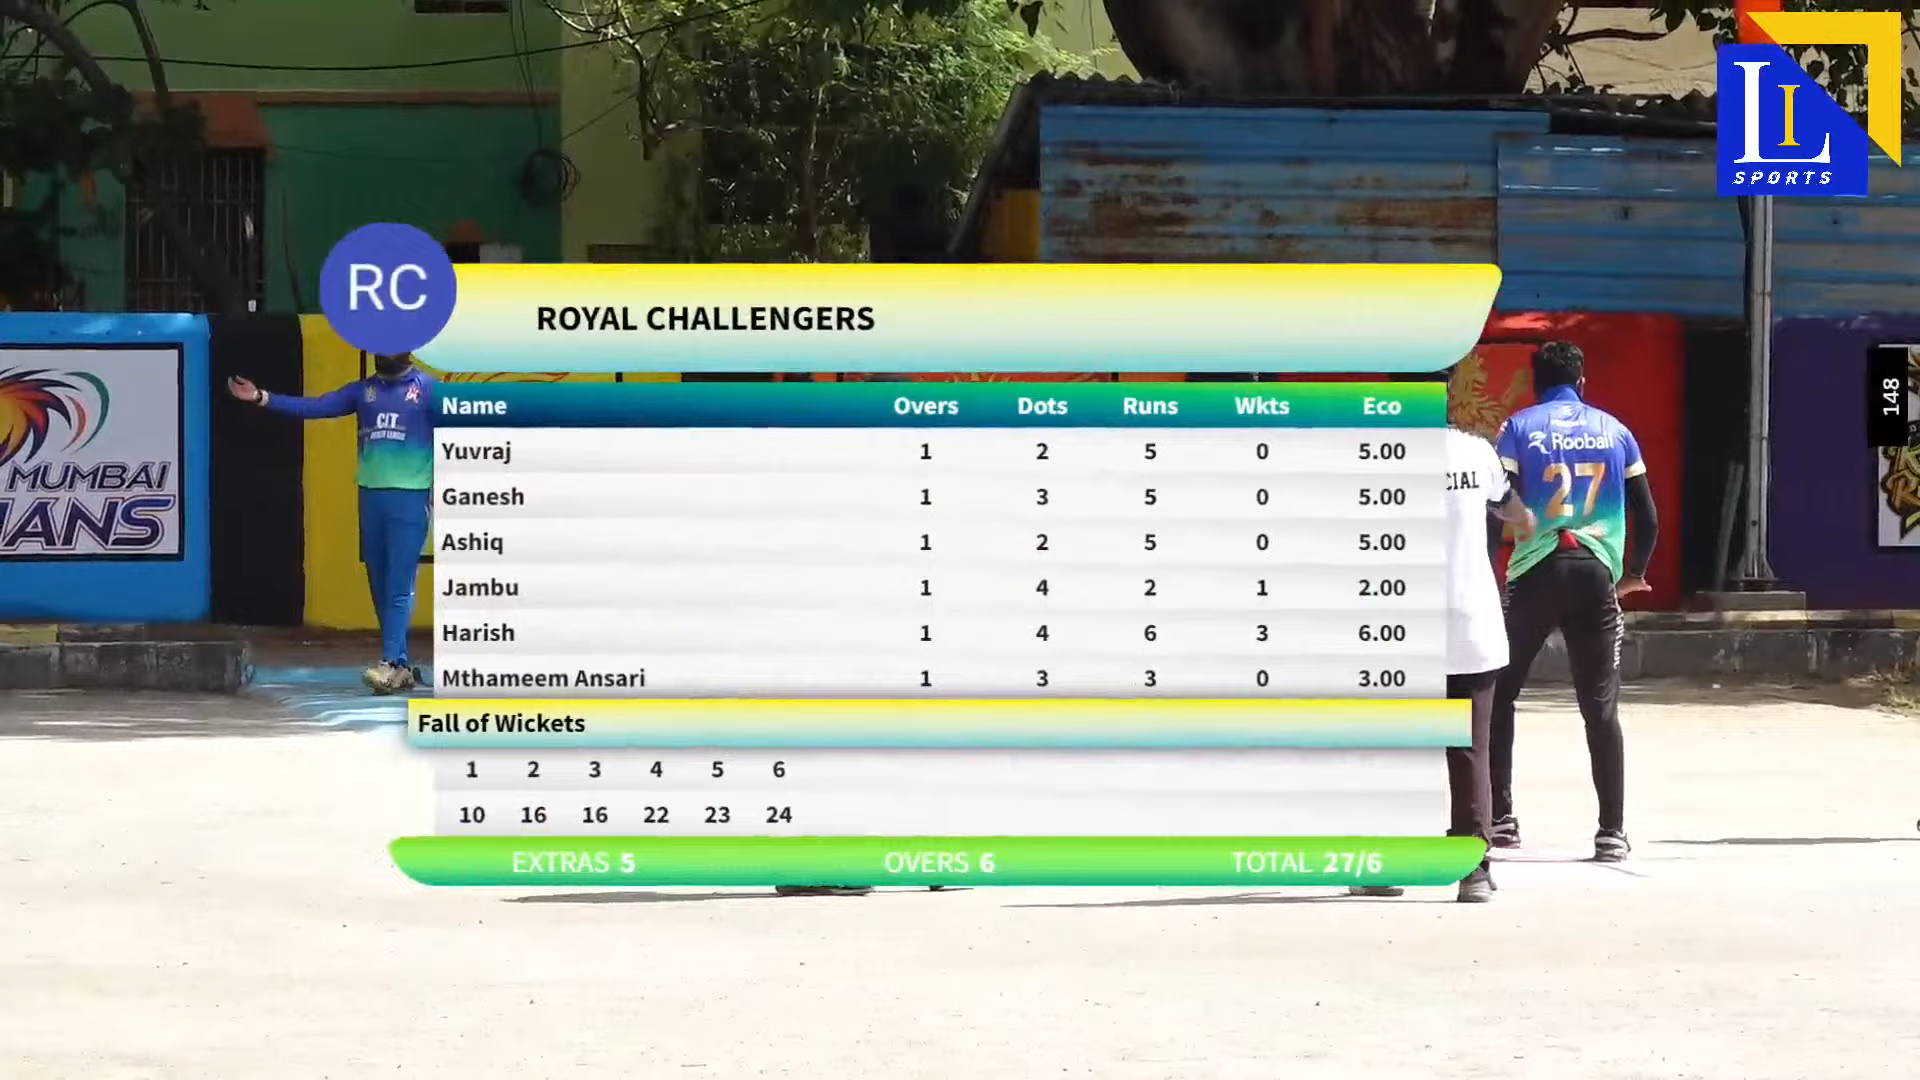 LIL
SPORTS
RC
ROYAL CHALLENGERS
Name Overs Dots Runs Wkts Eco
Yuvraj 1 2 5 0 5.00
Ganesh 1 3 5 0 5.00
Ashiq 1 2 5 0 5.00
Jambu 1 4 2 1 2.00
Harish 1 4 6 3 6.00
Mthameem Ansari 1 3 3 0 3.00
Fall of Wickets
1 2 3 4 5 6
10 16 16 22 23 24
EXTRAS 5 OVERS 6 TOTAL 27/6
MUMBAI
IANS
CIT
CIAL
Roobai
27
148